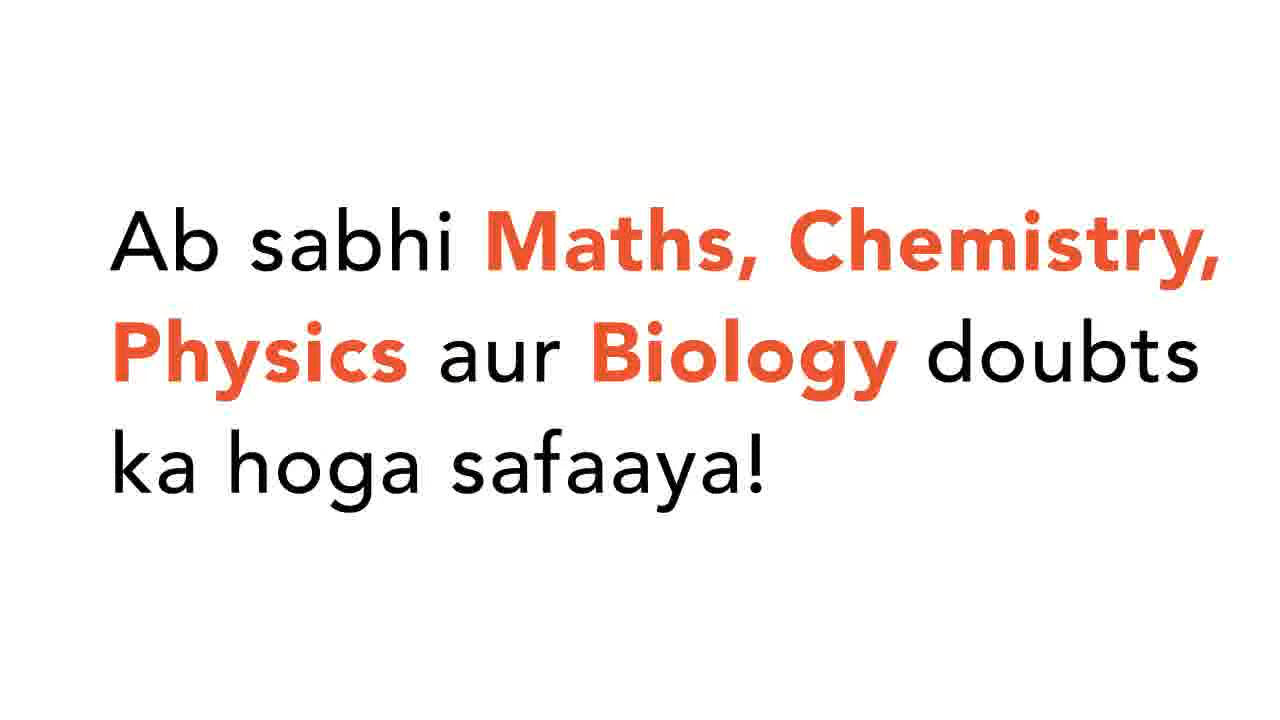 Ab sabhi Maths, Chemistry,
Physics aur Biology doubts
ka hoga safaaya!